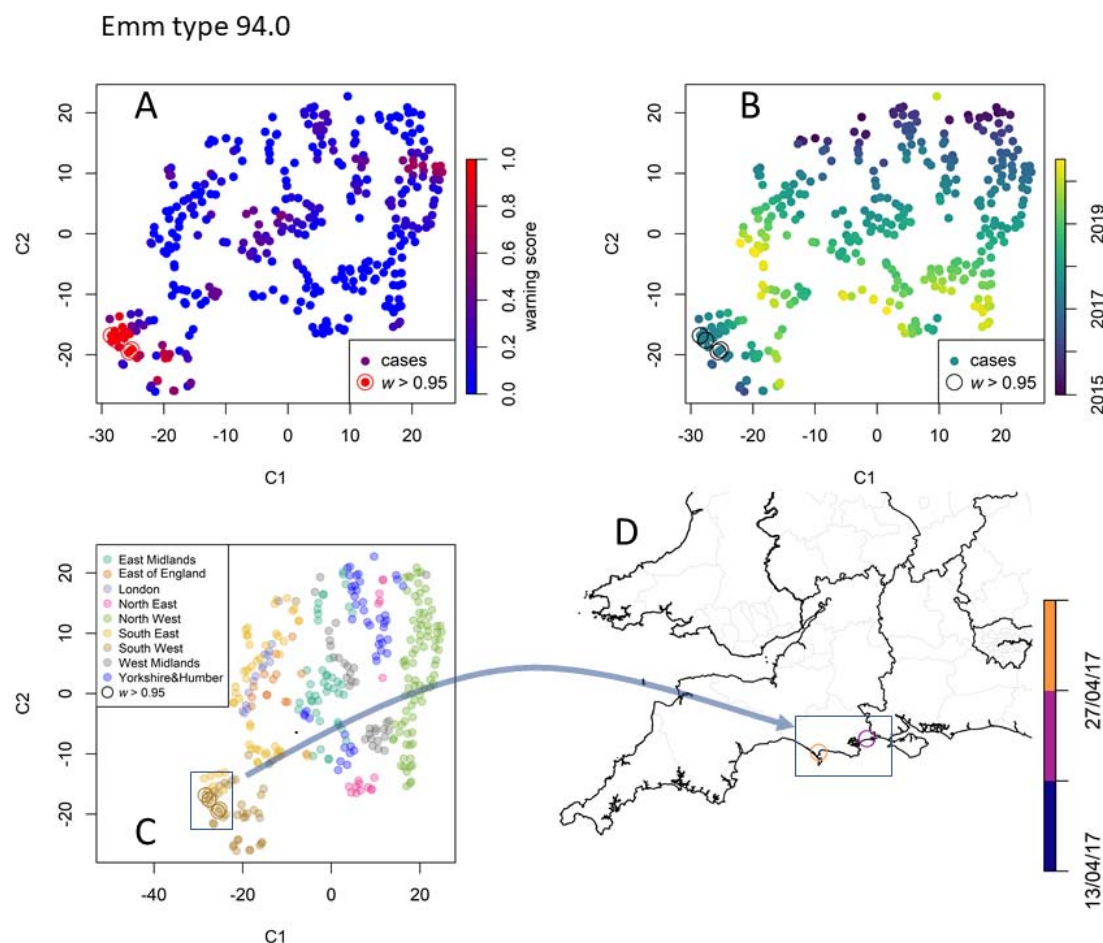 Emm type 94.0
A
20
10
0
-10
-20
C2
-30
-20
-10
0
10
20
C1
cases
w > 0.95
1.0
0.8
0.6
0.4
0.2
0.0
warning score
B
20
10
0
-10
-20
C2
-30
-20
-10
0
10
20
C1
cases
w > 0.95
2019
2017
2015
East Midlands
East of England
London
North East
North West
South East
South West
West Midlands
Yorkshire&Humber
w > 0.95
20
10
0
-10
-20
C2
C
-40
-20
0
20
C1
D
27/04/17
13/04/17